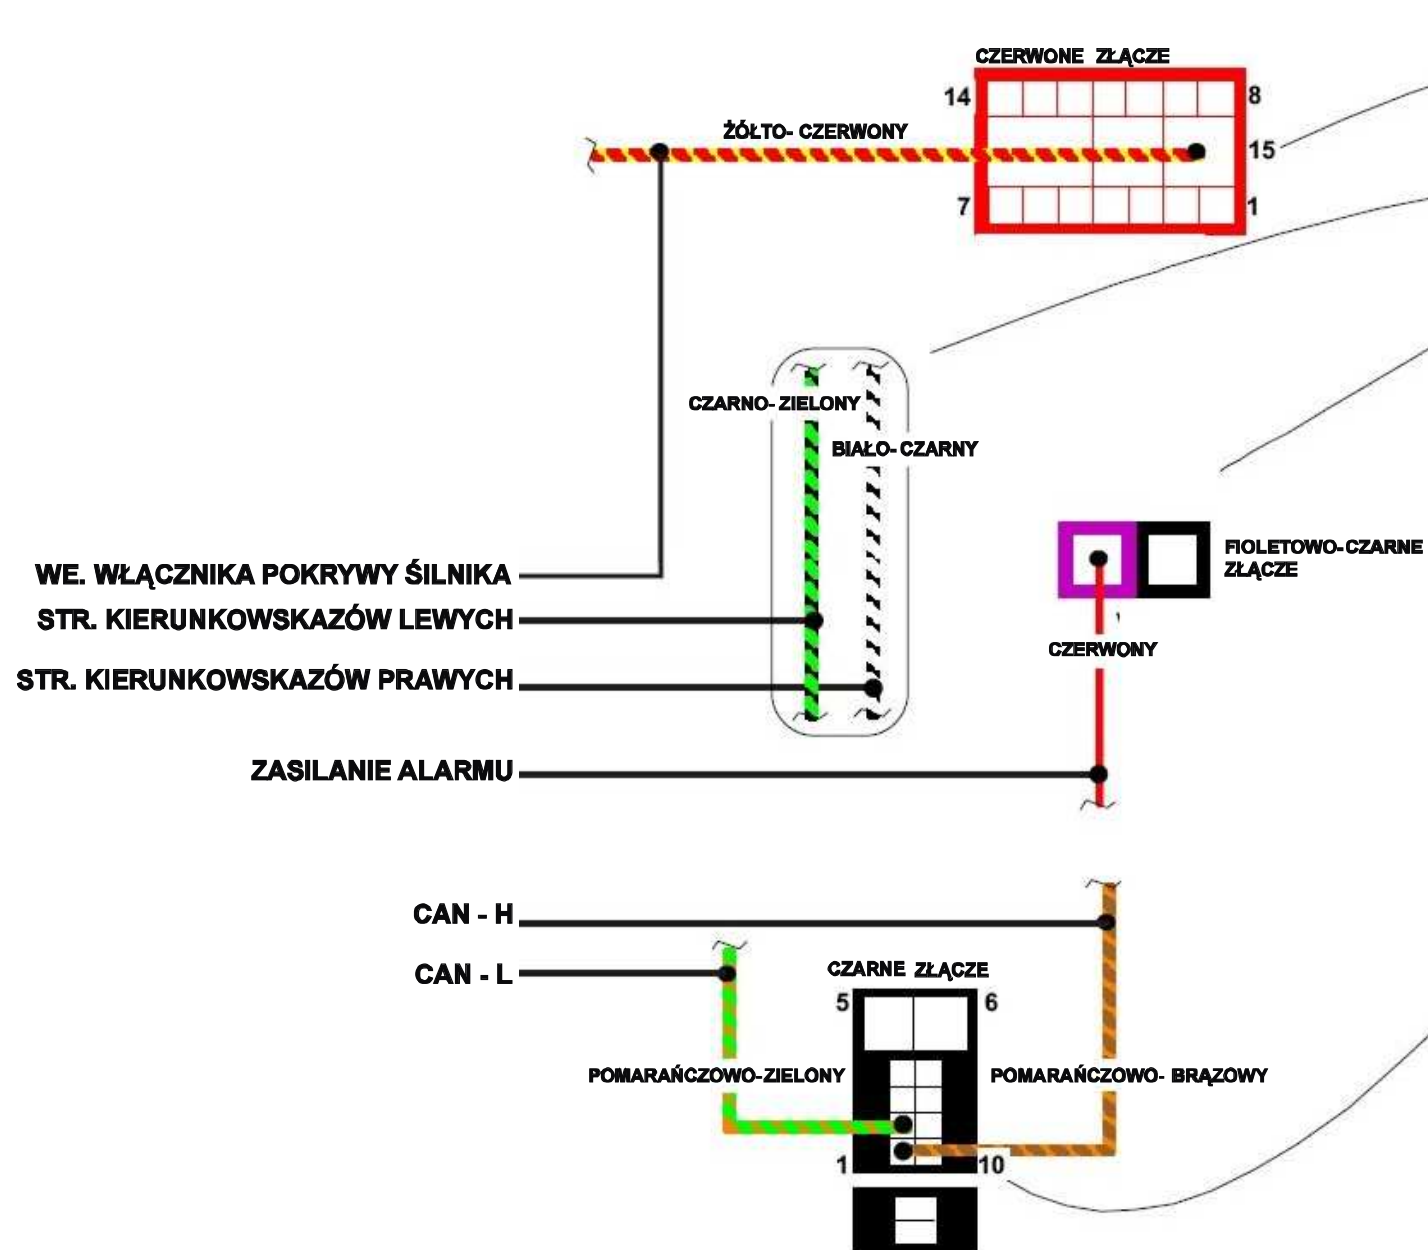 CZERWONE ZŁĄCZE
14
8
ŻÓŁTO- CZERWONY
15
7
1
CZARNO- ZIELONY
BIAŁO- CZARNY
FIOLETOWO-CZARNE
ZŁĄCZE
WE. WŁĄCZNIKA POKRYWY ŚILNIKA
STR. KIERUNKOWSKAZÓW LEWYCH
CZERWONY
STR. KIERUNKOWSKAZÓW PRAWYCH
ZASILANIE ALARMU
CAN - H
CAN - L
CZARNE ZŁĄCZE
5
6
POMARAŃCZOWO-ZIELONY
POMARAŃCZOWO- BRĄZOWY
1
10